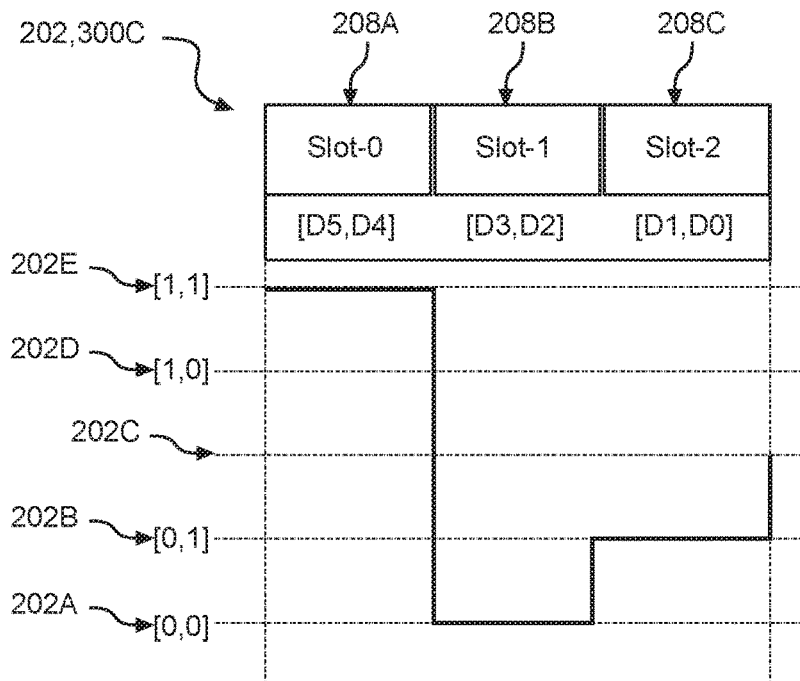 202,300C
208A 208B 208C
Slot-0 Slot-1 Slot-2
[D5,D4] [D3,D2] [D1,D0]
202E [1,1]
202D [1,0]
202C
202B [0,1]
202A [0,0]